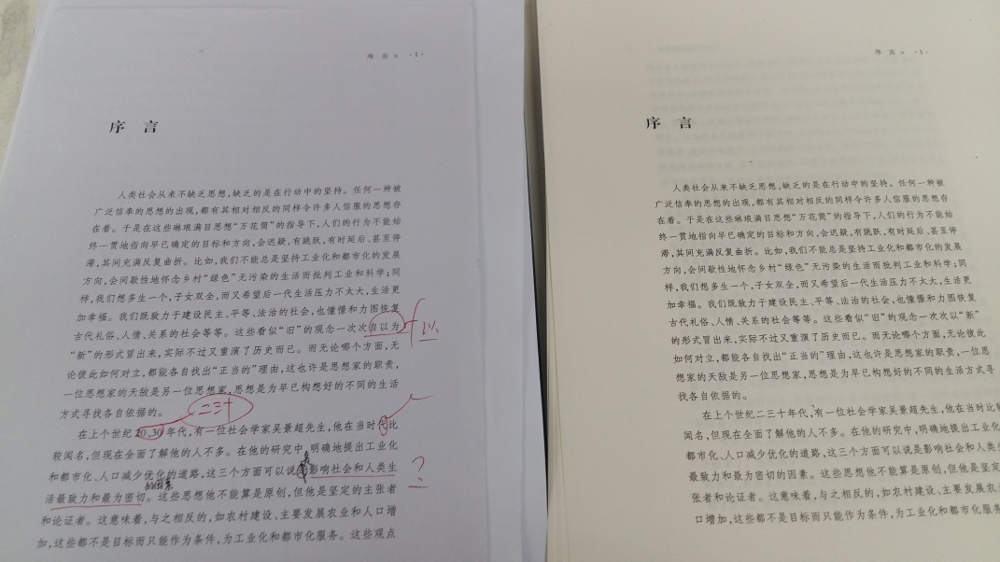 序 言 > ·1·
序 言
人类社会从来不缺乏思想,缺乏的是在行动中的坚持。任何一种被
广泛信奉的思想的出现,都有其相对相反的同样令许多人信服的思想存
在着。于是在这些琳琅满目思想“万花筒”的指导下,人们的行为不能始
终一贯地指向早已确定的目标和方向,会迟疑,有跳跃,有时延后、甚至停
滞,其间充满反复曲折。比如,我们不能总是坚持工业化和都市化的发展
方向,会间歇性地怀念乡村“绿色”无污染的生活而批判工业和科学;同
样,我们想多生一个,子女双全,而又希望后一代生活压力不太大,生活更
加幸福。我们既致力于建设民主、平等、法治的社会,也憧憬和力图恢复
古代礼俗、人情、关系的社会等等。这些看似“旧”的观念一次次自以为
以
“新”的形式冒出来,实际不过又重演了历史而已。而无论哪个方面,无
论彼此如何对立,都能各自找出“正当的”理由,这也许是思想家的职责,
一位思想家的天敌是另一位思想家,思想是为早已构想好的不同的生活
方式寻找各自依据的。
二三十
在上个世纪20、30年代,有一位社会学家吴景超先生,他在当时代比
较闻名,但现在全面了解他的人不多。在他的研究中,明确地提出工业化
和都市化、人口减少优化的道路,这三个方面可以说影响社会和人类生
?
活最致力和最为密切。这些思想他不能算是原创,但他是坚定的主张者
的因素
和论证者。这意味着,与之相反的,如农村建设、主要发展农业和人口增
加,这些都不是目标而只能作为条件,为工业化和都市化服务。这些观点
序 言 > ·1·
序 言
人类社会从来不缺乏思想,缺乏的是在行动中的坚持。任何一种被
广泛信奉的思想的出现,都有其相对相反的同样令许多人信服的思想存
在着。于是在这些琳琅满目思想“万花筒”的指导下,人们的行为不能始
终一贯地指向早已确定的目标和方向,会迟疑,有跳跃,有时延后、甚至停
滞,其间充满反复曲折。比如,我们不能总是坚持工业化和都市化的发展
方向,会间歇性地怀念乡村“绿色”无污染的生活而批判工业和科学;同
样,我们想多生一个,子女双全,而又希望后一代生活压力不太大,生活更
加幸福。我们既致力于建设民主、平等、法治的社会,也憧憬和力图恢复
古代礼俗、人情、关系的社会等等。这些看似“旧”的观念一次次以“新”
的形式冒出来,实际不过又重演了历史而已。而无论哪个方面,无论彼此
如何对立,都能各自找出“正当的”理由,这也许是思想家的职责,一位思
想家的天敌是另一位思想家,思想是为早已构想好的不同的生活方式寻
找各自依据的。
在上个世纪二三十年代,有一位社会学家吴景超先生,他在当时比较
闻名,但现在全面了解他的人不多。在他的研究中,明确地提出工业化
都市化、人口减少优化的道路,这三个方面可以说是影响社会和人类
最致力和最为密切的因素。这些思想他不能算是原创,但他是坚定
张者和论证者。这意味着,与之相反的,如农村建设、主要发展农业
口增加,这些都不是目标而只能作为条件,为工业化和都市化服务